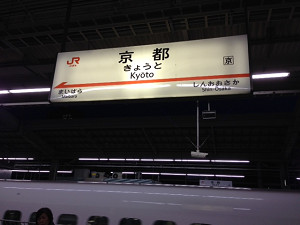 JR
京都
京
きょうと
Kyōto
まいばら
Maibara
しんおおさか
Shin-Ōsaka